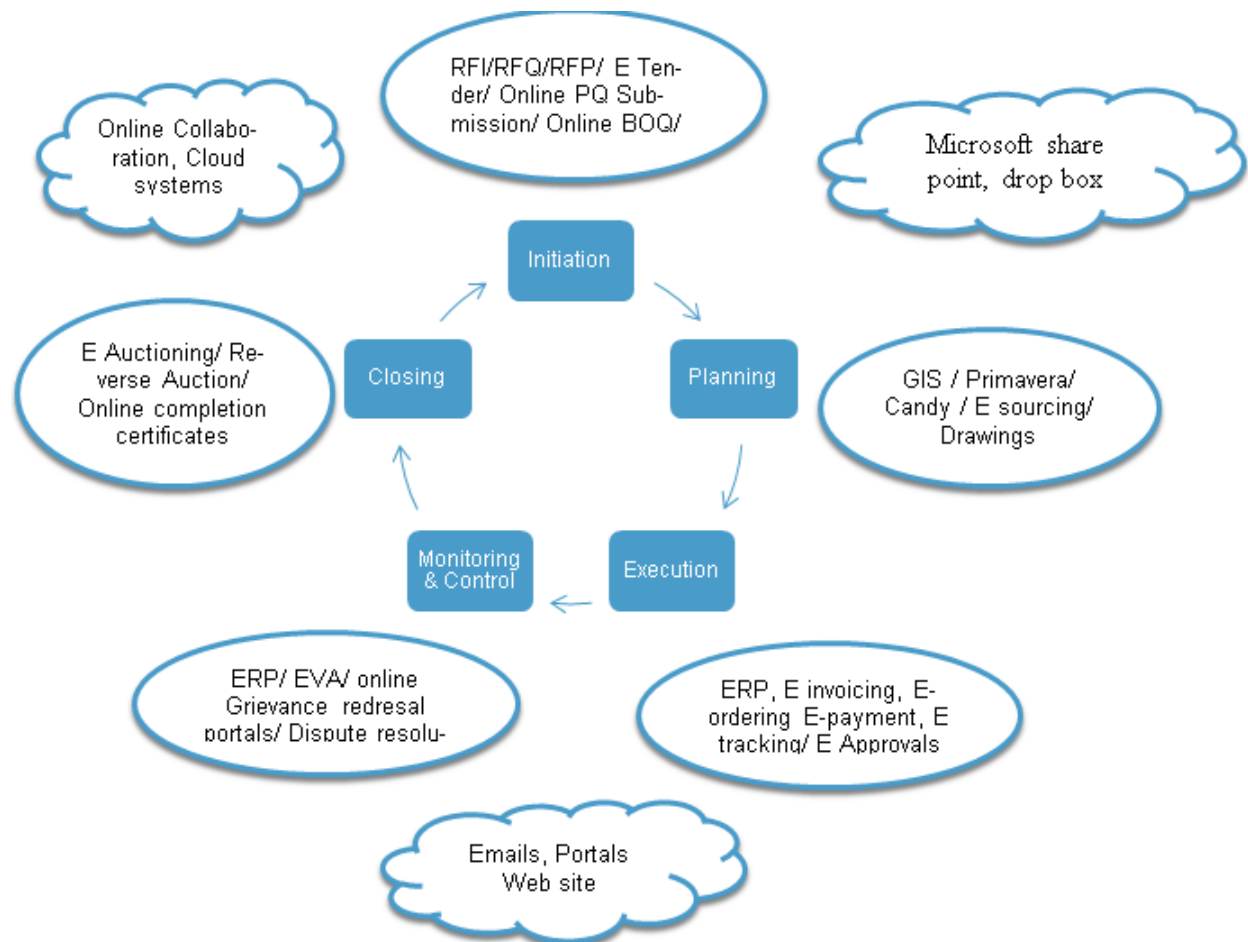 RFI/RFQ/RFP/ E Ten-
der/ Online PQ Sub-
mission/ Online BOQ/
Online Collabo-
ration, Cloud
systems
Microsoft share
point, drop box
Initiation
E Auctioning/ Re-
verse Auction/
Online completion
certificates
Closing
Planning
GIS / Primavera/
Candy / E sourcing/
Drawings
Monitoring
& Control
Execution
ERP/ EVA/ online
Grievance redresal
portals/ Dispute resolu-
ERP, E invoicing, E-
ordering E-payment, E
tracking/ E Approvals
Emails, Portals
Web site